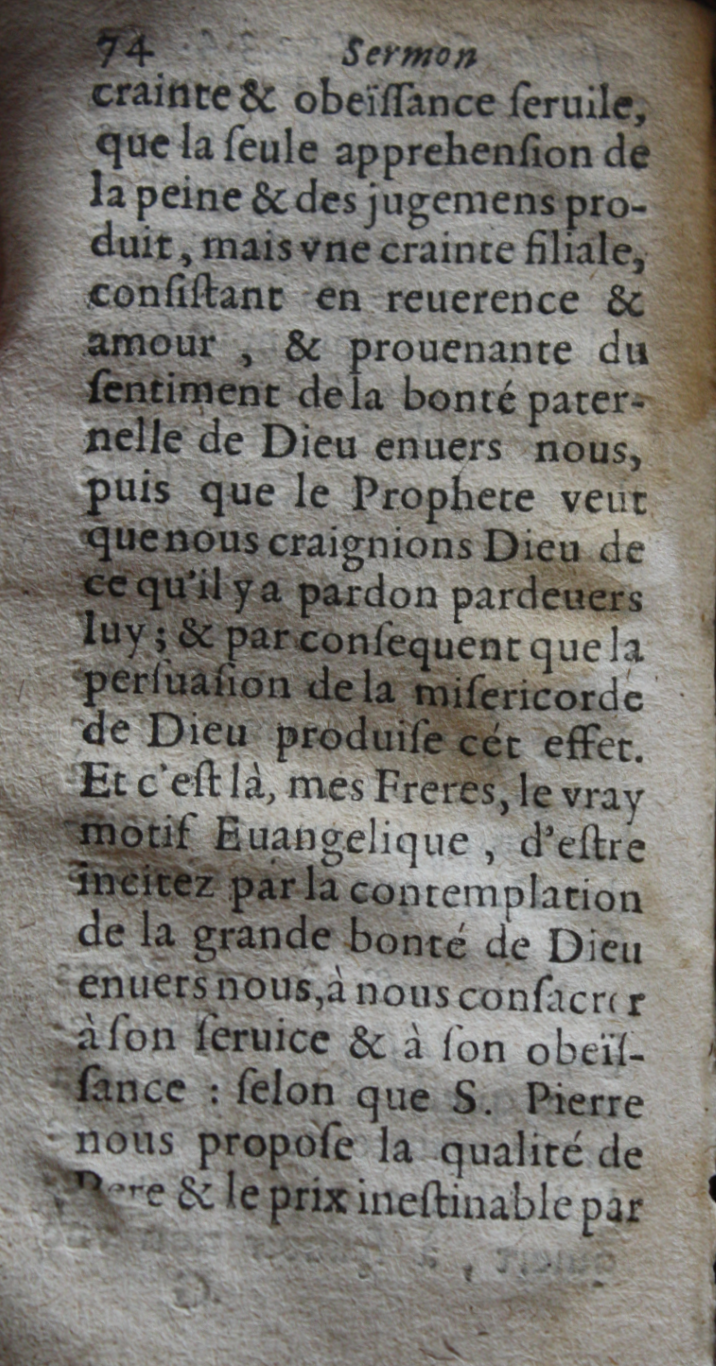 74 Sermon
crainte & obeïſſance ſeruile,
que la ſeule apprehenſion de
la peine & des jugemens pro-
duit, mais vne crainte filiale,
conſiſtant en reuerence &
amour, & prouenante du
ſentiment de la bonté pater-
nelle de Dieu enuers nous,
puis que le Prophete veut
que nous craignions Dieu de
ce qu'il y a pardon pardeuers
luy; & par conſequent que la
perſuaſion de la miſericorde
de Dieu produiſe cét effet.
Et c'eſt là, mes Freres, le vray
motif Euangelique, d'eſtre
incitez par la contemplation
de la grande bonté de Dieu
enuers nous, à nous conſacrer
à ſon ſeruice & à ſon obeïſ-
ſance : ſelon que S. Pierre
nous propoſe la qualité de
Pere & le prix ineſtinable par